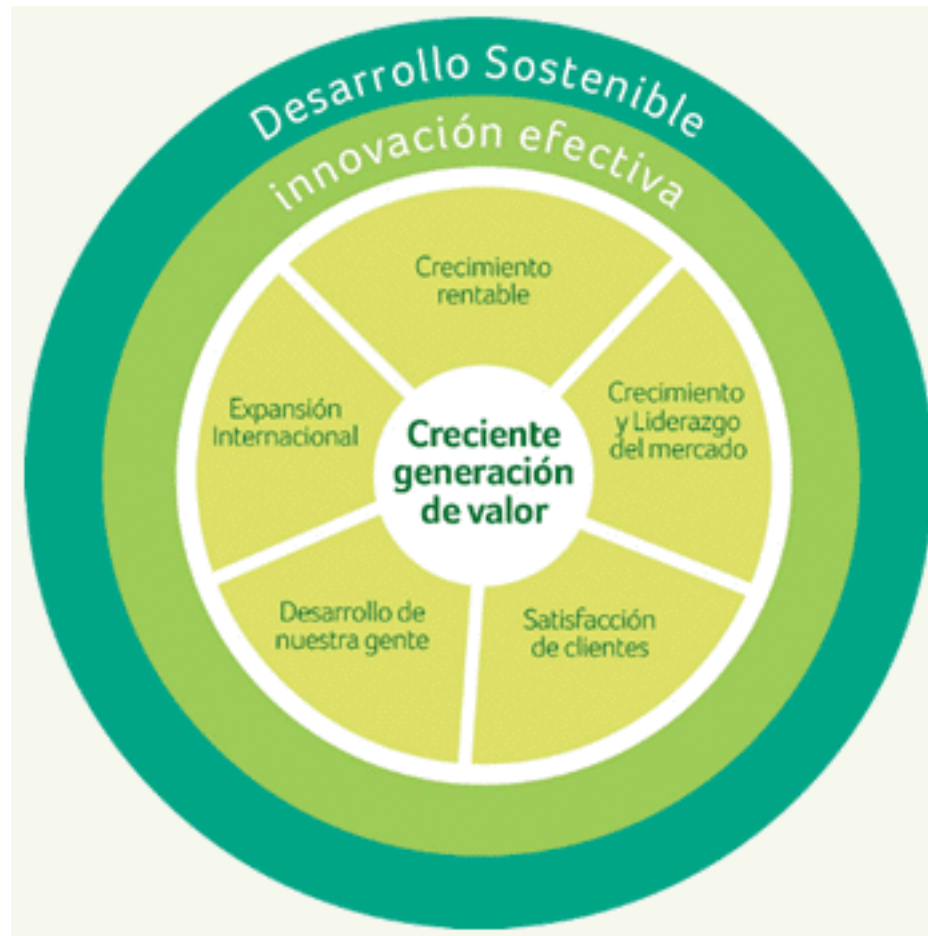 Desarrollo Sostenible
innovación efectiva
Crecimiento
rentable
Expansión
Internacional
Creciente
generación
de valor
Crecimiento
y Liderazgo
del mercado
Desarrollo de
nuestra gente
Satisfacción
de clientes